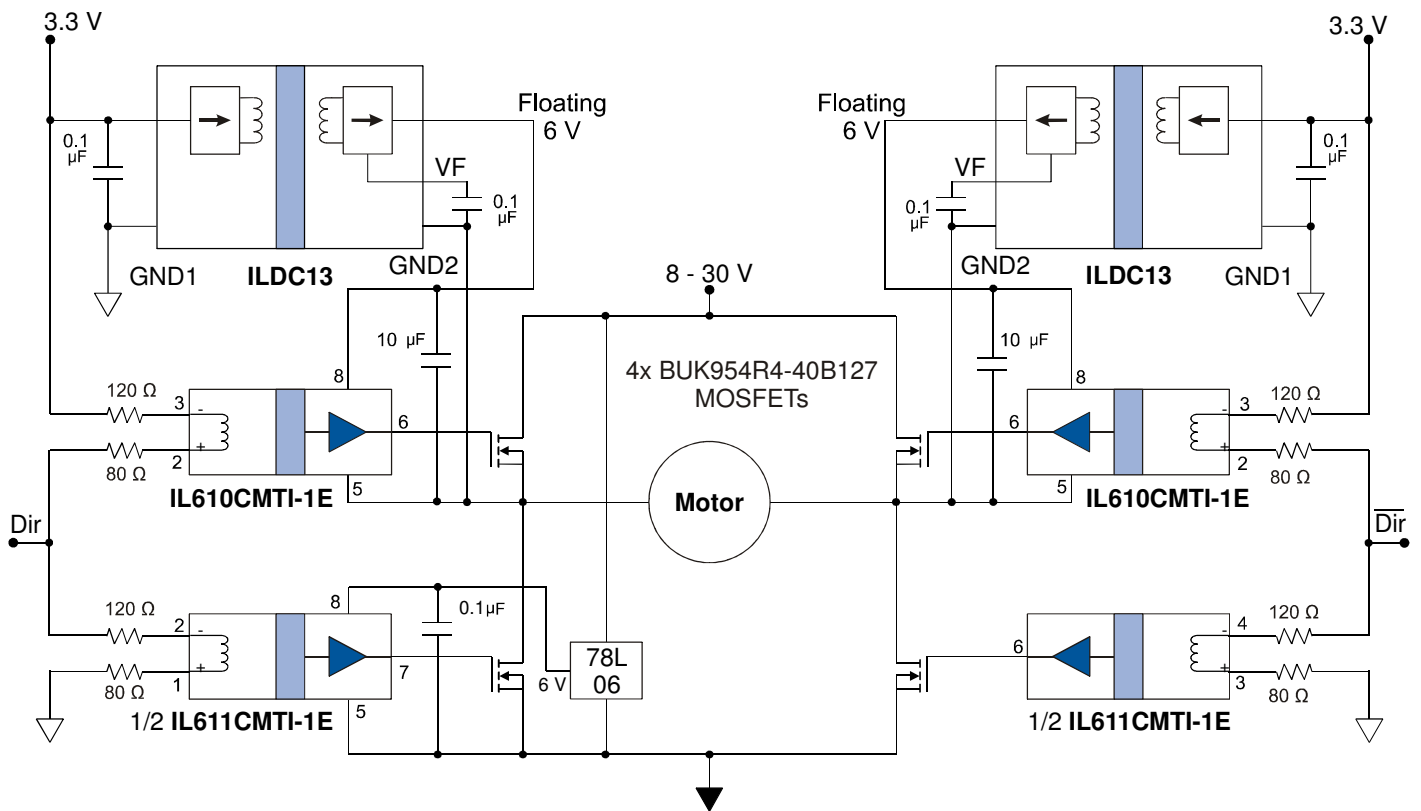 3.3 V
3.3 V
0.1
µF
Floating
6 V
VF
0.1
µF
GND1
ILDC13
GND2
Floating
6 V
VF
0.1
µF
0.1
µF
GND2
ILDC13
GND1
8 - 30 V
10 µF
10 µF
4x BUK954R4-40B127
MOSFETs
120 Ω
3
-
8
6
+
2
80 Ω
5
IL610CMTI-1E
Motor
8
6
-
3
120 Ω
+
2
80 Ω
5
IL610CMTI-1E
Dir
Dir
120 Ω
2
-
8
0.1µF
+
1
80 Ω
7
5
1/2 IL611CMTI-1E
6 V
78L
06
6
-
4
120 Ω
+
3
80 Ω
1/2 IL611CMTI-1E